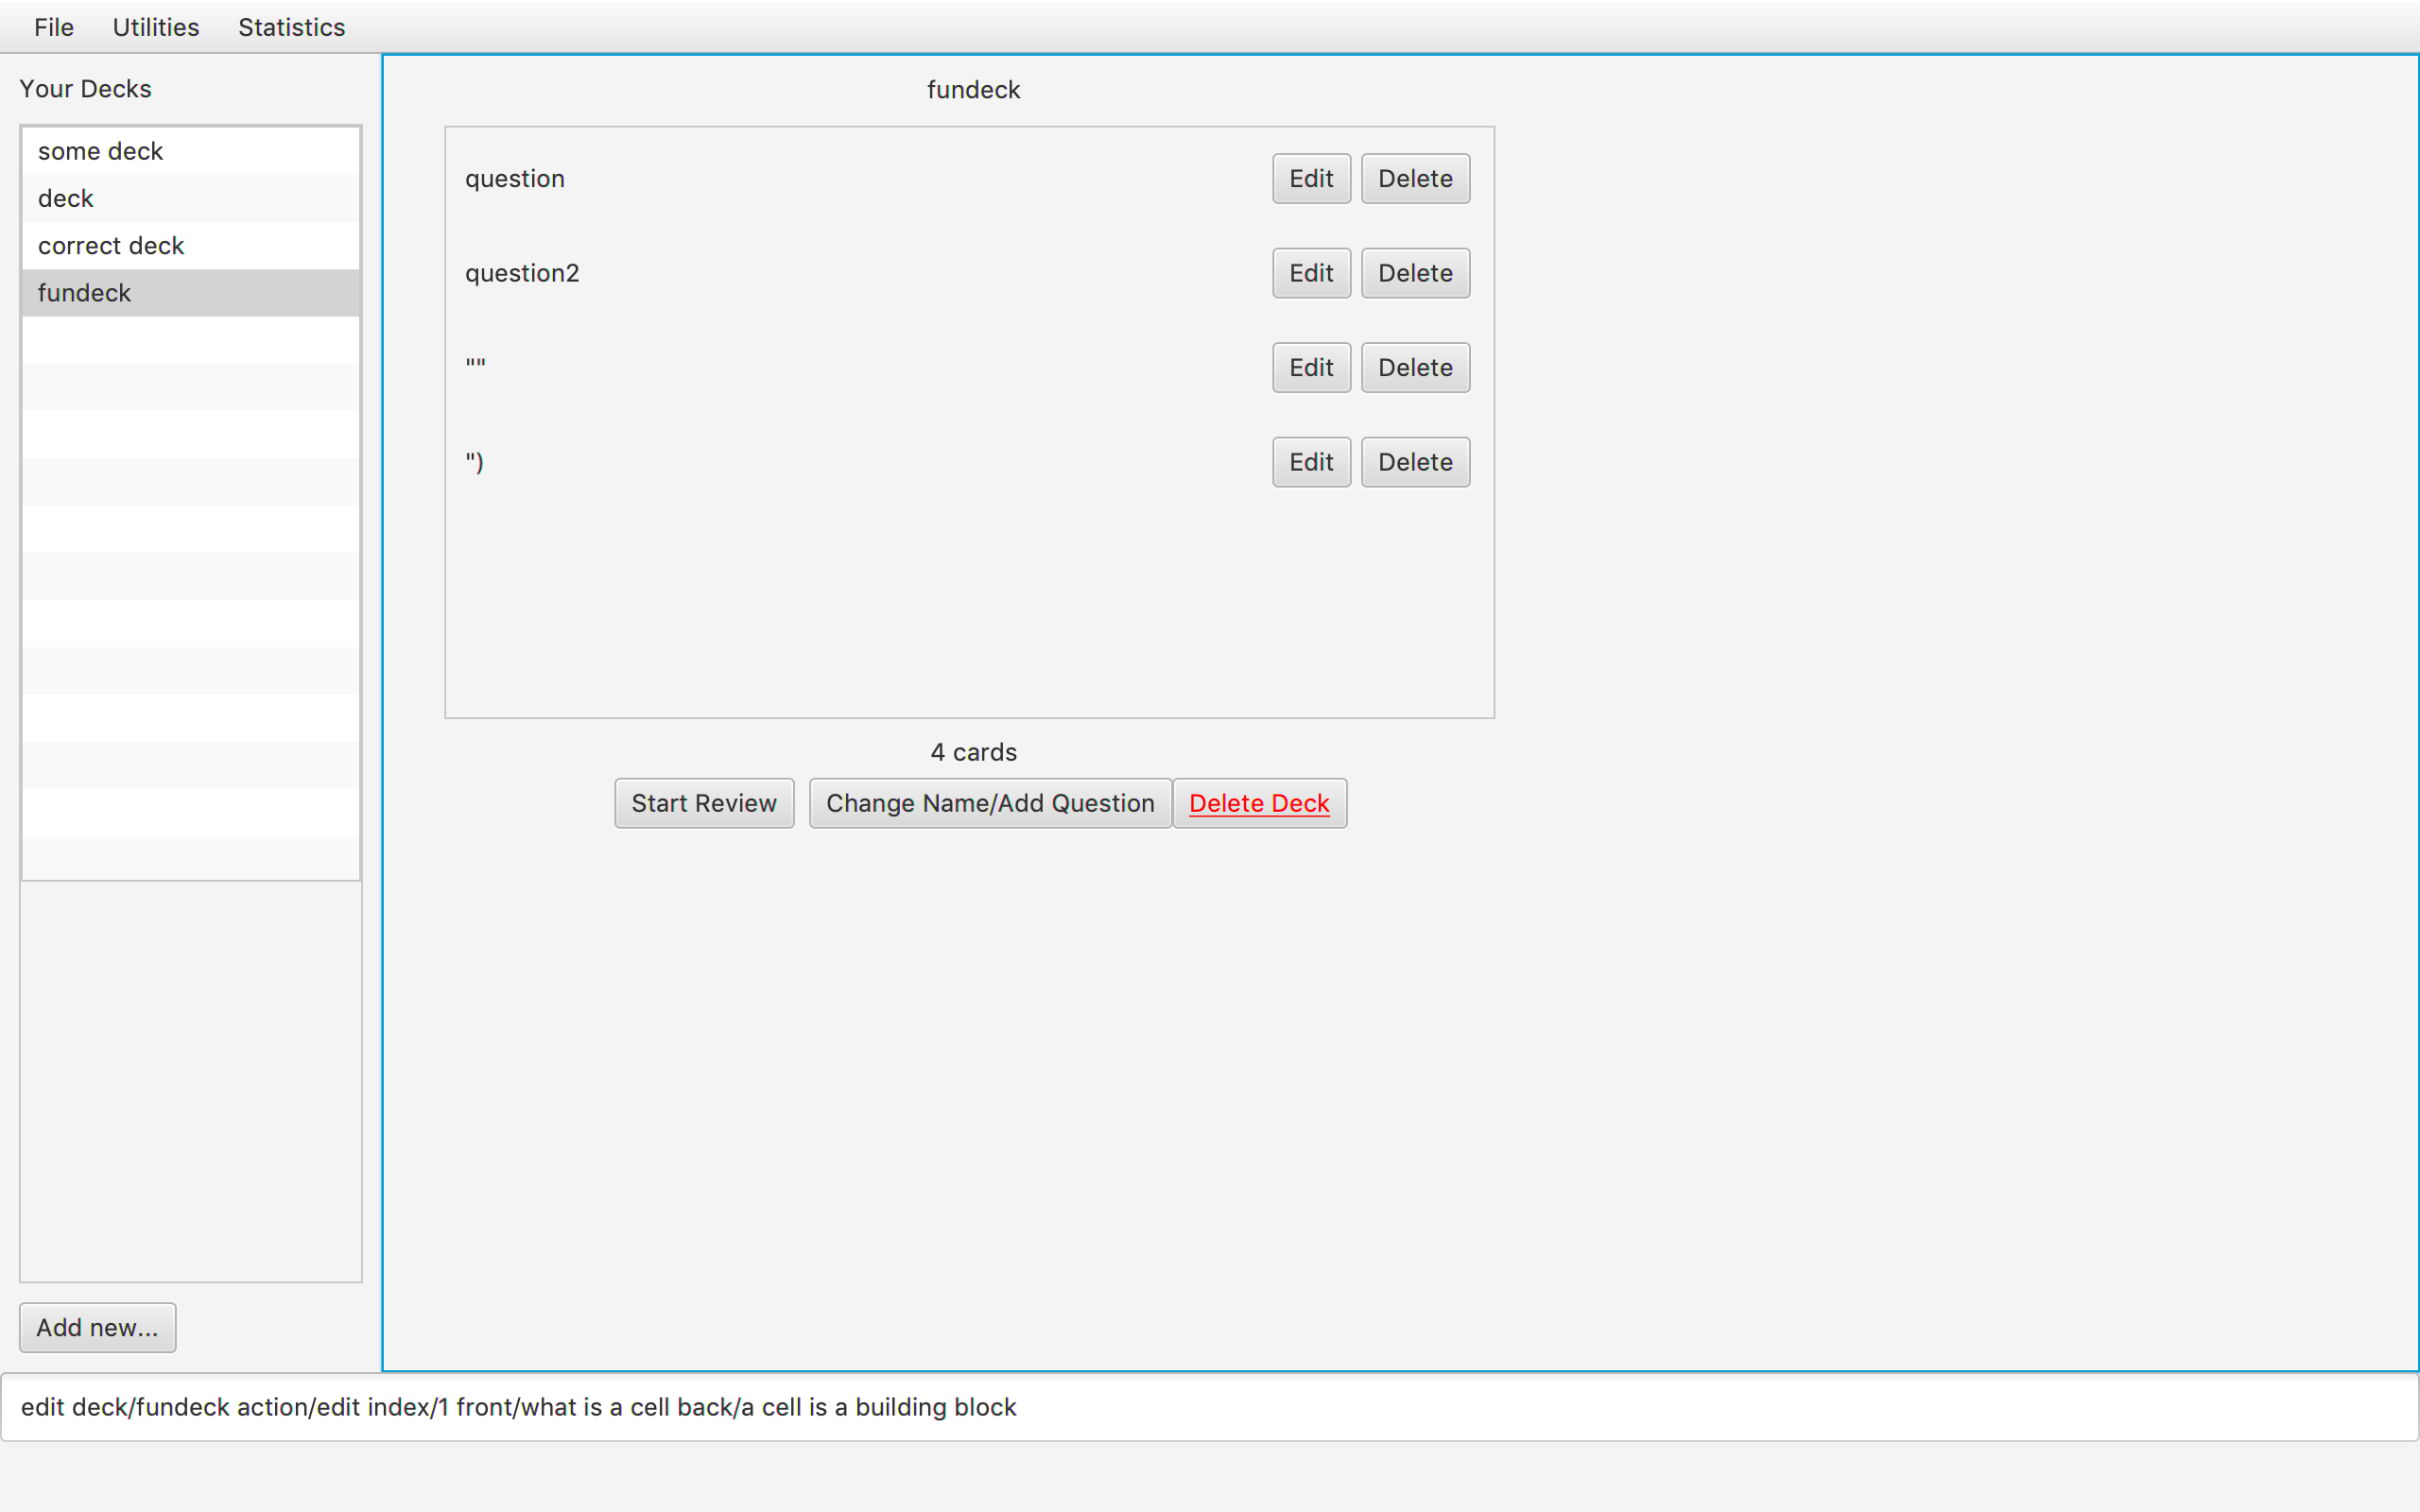 File Utilities Statistics
Your Decks
some deck
deck
correct deck
fundeck
Add new...
fundeck
question Edit Delete
question2 Edit Delete
"" Edit Delete
") Edit Delete
4 cards
Start Review Change Name/Add Question Delete Deck
edit deck/fundeck action/edit index/1 front/what is a cell back/a cell is a building block